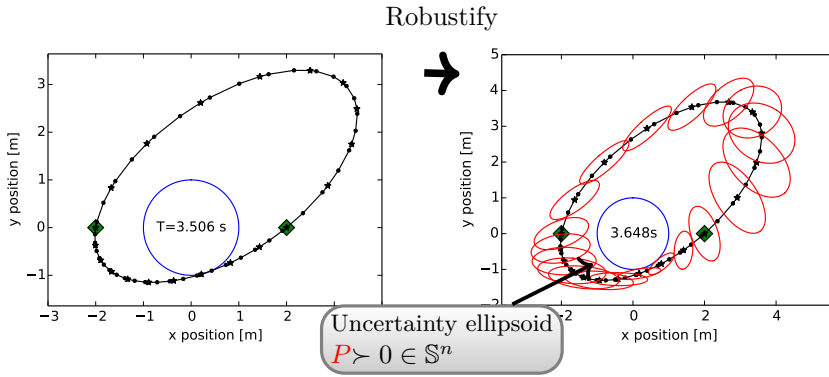 Robustify
3
2
1
0
−1
−3
−2
−1
0
1
2
3
y position [m]
x position [m]
T=3.506 s
5
4
3
2
1
0
−1
−2
−2
0
2
4
y position [m]
x position [m]
3.648s
Uncertainty ellipsoid
P ≻ 0 ∈ 𝕊ⁿ